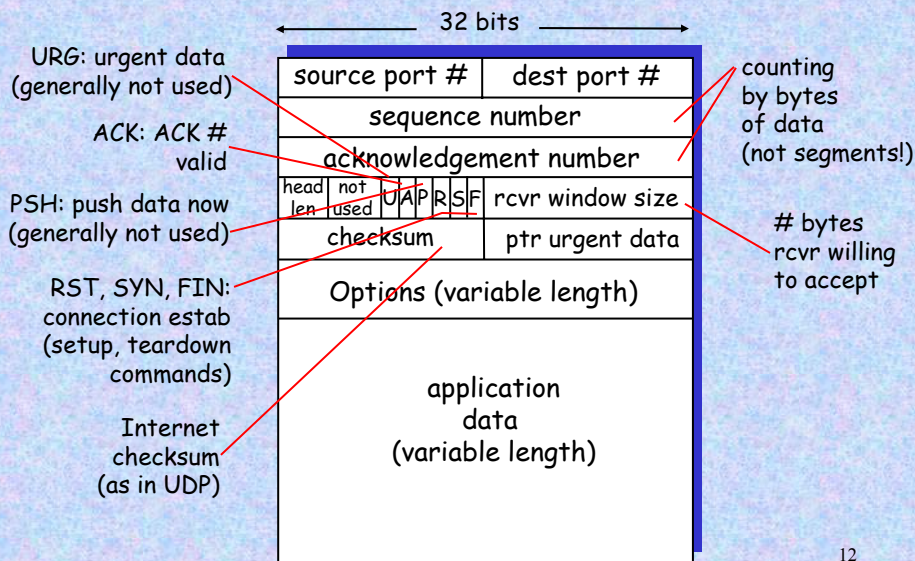 32 bits
URG: urgent data
(generally not used)
ACK: ACK #
valid
PSH: push data now
(generally not used)
RST, SYN, FIN:
connection estab
(setup, teardown
commands)
Internet
checksum
(as in UDP)
source port #
dest port #
sequence number
acknowledgement number
head
len
not
used
U A P R S F
rcvr window size
checksum
ptr urgent data
Options (variable length)
application
data
(variable length)
counting
by bytes
of data
(not segments!)
# bytes
rcvr willing
to accept
12